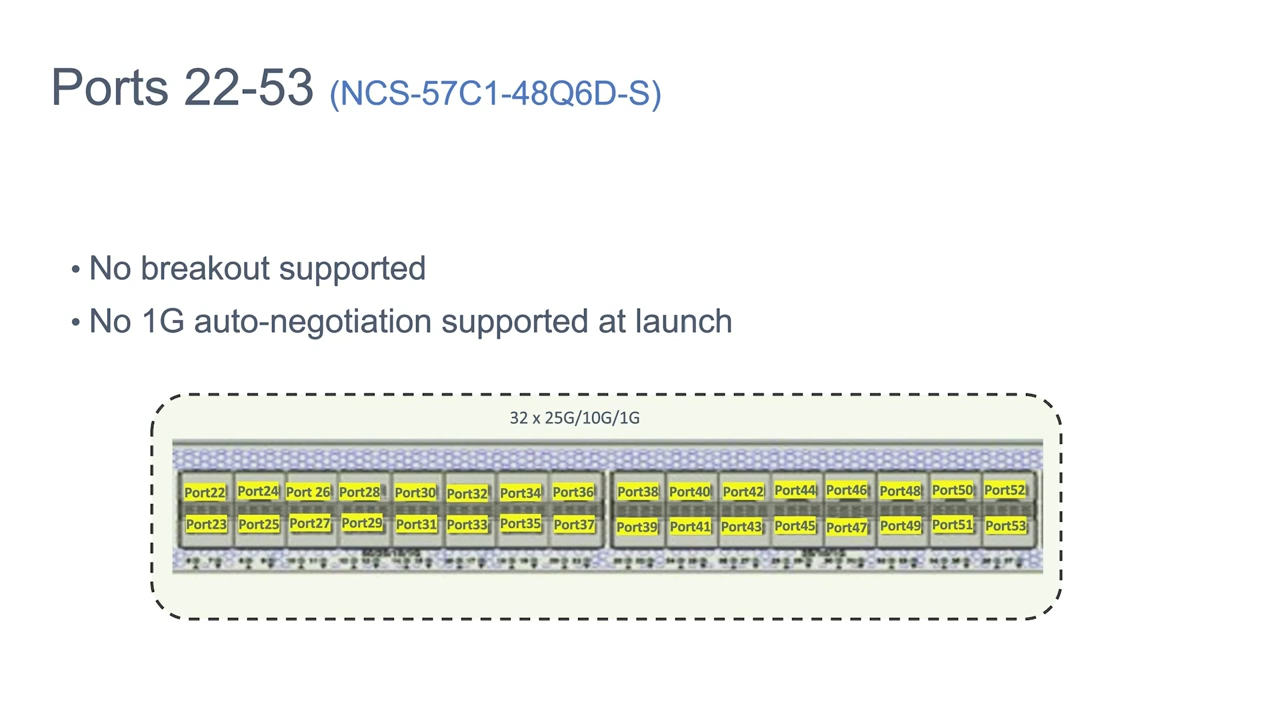 Ports 22-53 (NCS-57C1-48Q6D-S)
• No breakout supported
• No 1G auto-negotiation supported at launch
32 x 25G/10G/1G
Port22 Port24 Port 26 Port28 Port30 Port32 Port34 Port36 Port38 Port40 Port42 Port44 Port46 Port48 Port50 Port52
Port23 Port25 Port27 Port29 Port31 Port33 Port35 Port37 Port39 Port41 Port43 Port45 Port47 Port49 Port51 Port53